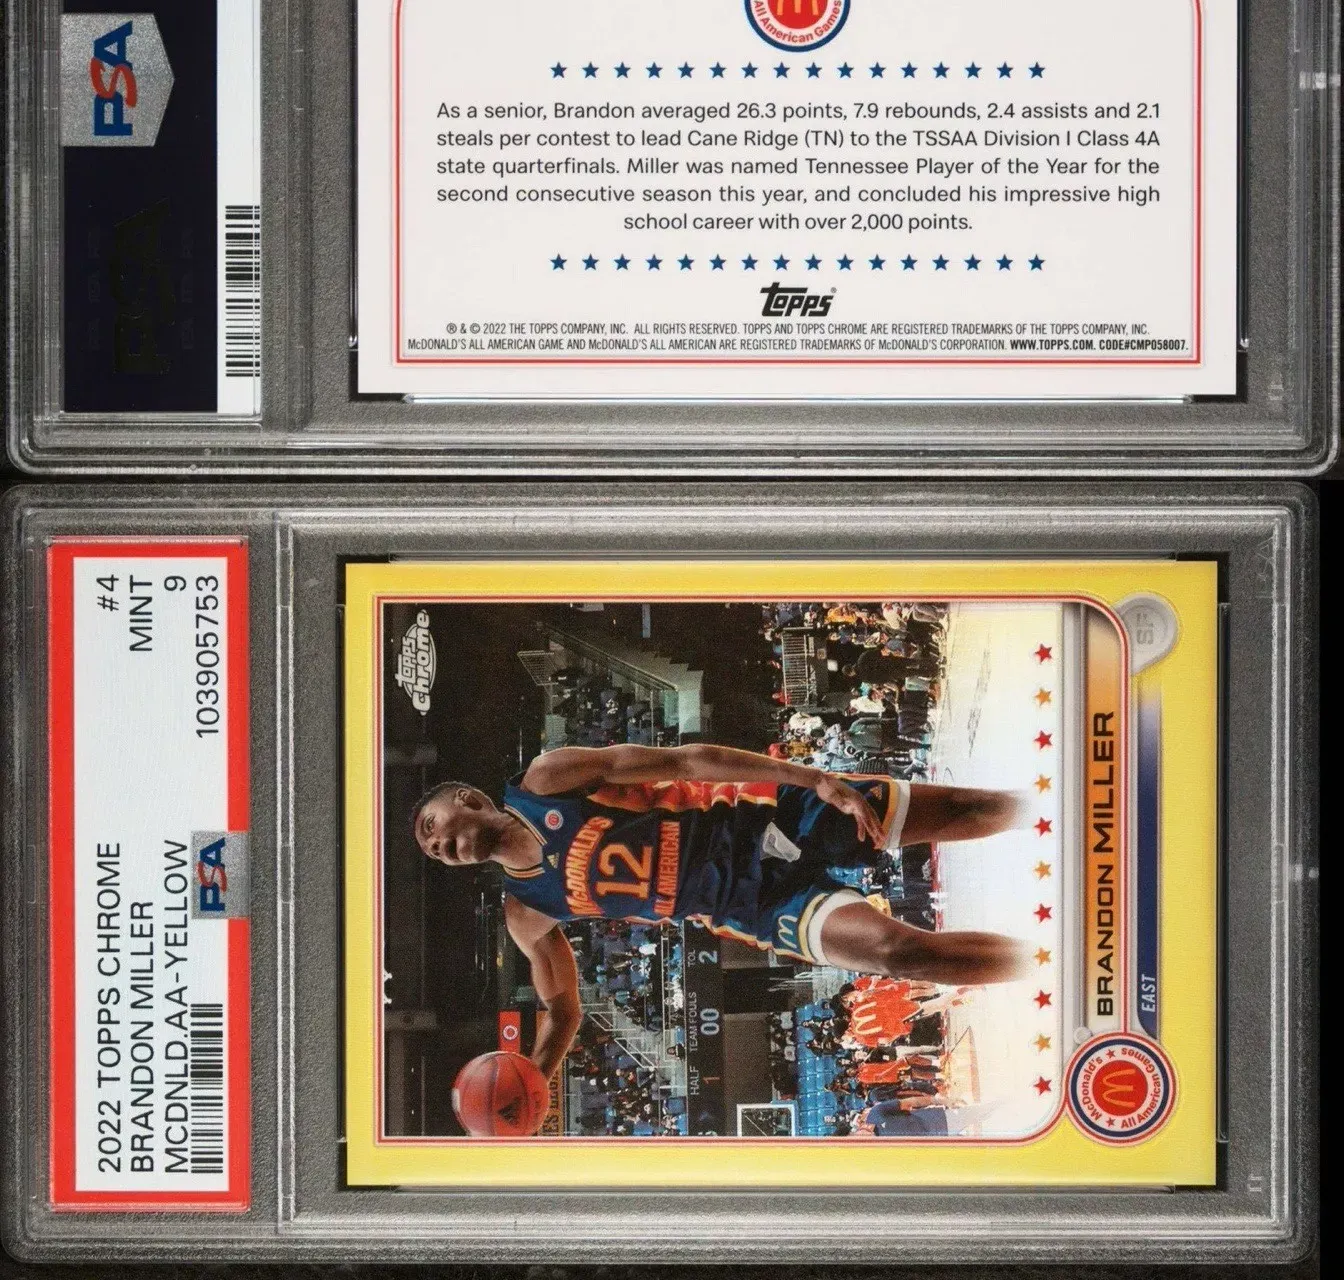 PSA
All American Games
As a senior, Brandon averaged 26.3 points, 7.9 rebounds, 2.4 assists and 2.1
steals per contest to lead Cane Ridge (TN) to the TSSAA Division I Class 4A
state quarterfinals. Miller was named Tennessee Player of the Year for the
second consecutive season this year, and concluded his impressive high
school career with over 2,000 points.
Topps®
® & © 2022 THE TOPPS COMPANY, INC. ALL RIGHTS RESERVED. TOPPS AND TOPPS CHROME ARE REGISTERED TRADEMARKS OF THE TOPPS COMPANY, INC.
McDONALD'S ALL AMERICAN GAME AND McDONALD'S ALL AMERICAN ARE REGISTERED TRADEMARKS OF McDONALD'S CORPORATION. WWW.TOPPS.COM. CODE#CMP058007.
2022 TOPPS CHROME #4
BRANDON MILLER MINT
MCDNLD.AA-YELLOW 9
PSA 103905753
Topps
Chrome
McDONALD'S
12
ALL AMERICAN
HALF TEAM FOULS TOL
1 00 2
BRANDON MILLER
SF
EAST
McDonald's
All American Games